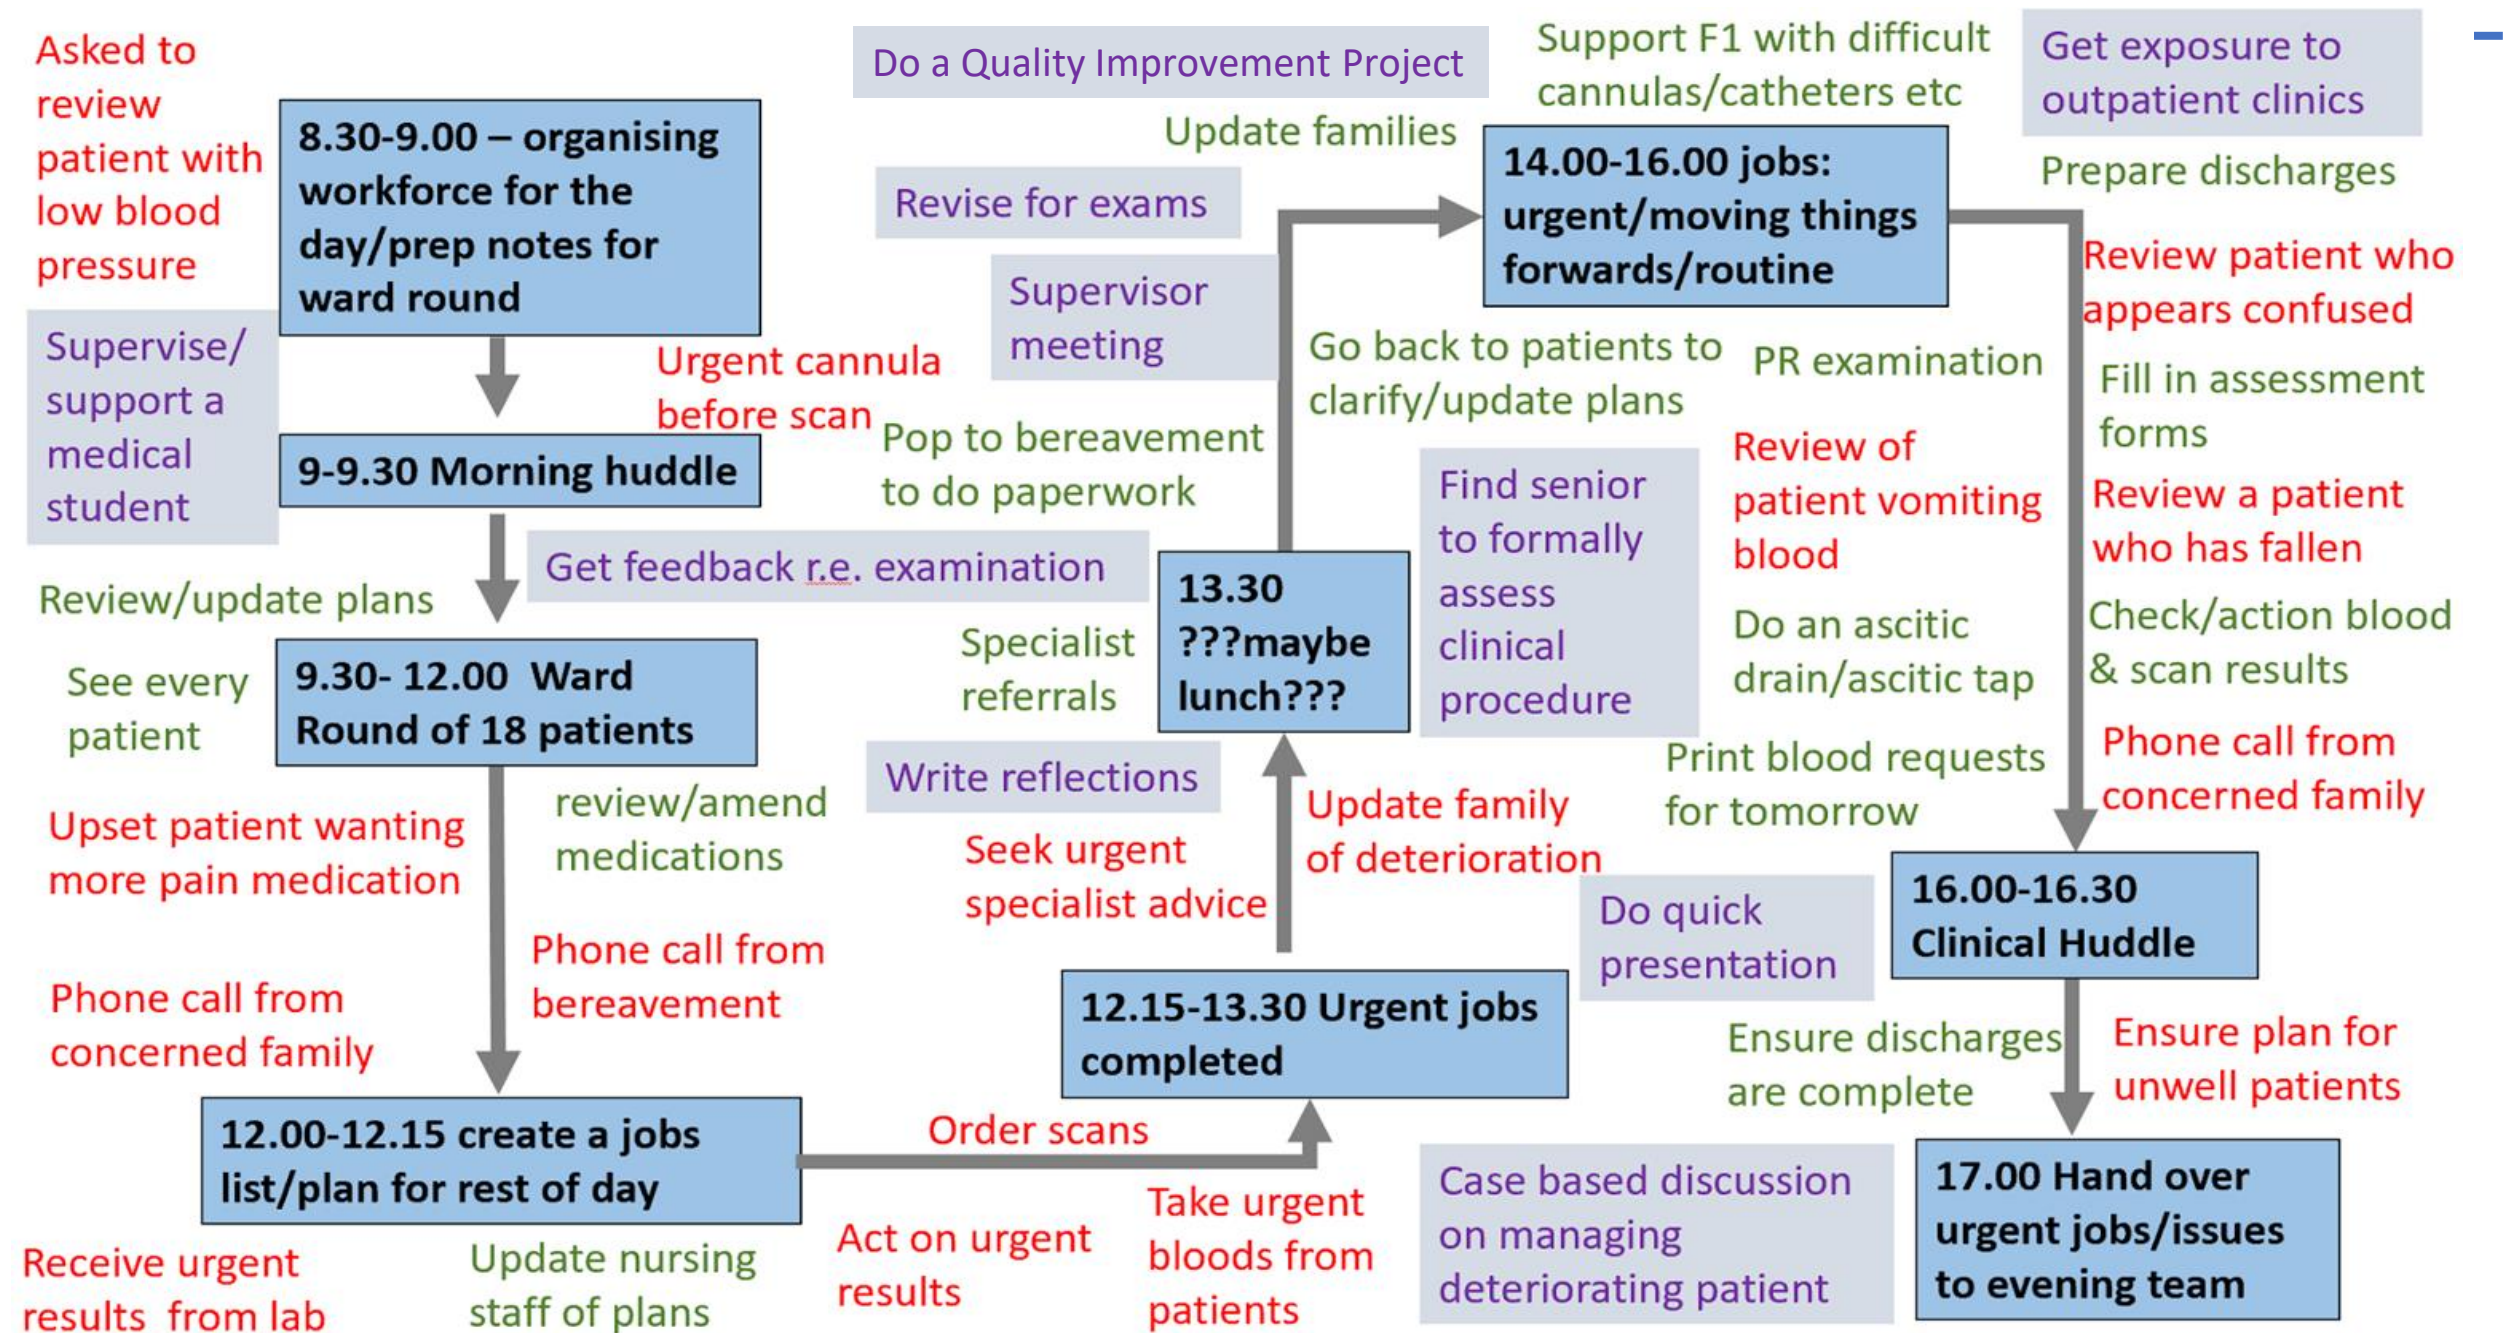 Asked to
review
patient with
low blood
pressure
8.30-9.00 – organising
workforce for the
day/prep notes for
ward round
Supervise/
support a
medical
student
Urgent cannula
before scan
9-9.30 Morning huddle
Get feedback r.e. examination
Review/update plans
See every
patient
9.30- 12.00  Ward
Round of 18 patients
Upset patient wanting
more pain medication
review/amend
medications
Phone call from
concerned family
Phone call from
bereavement
12.00-12.15 create a jobs
list/plan for rest of day
Receive urgent
results  from lab
Update nursing
staff of plans
Order scans
Act on urgent
results
Take urgent
bloods from
patients
12.15-13.30 Urgent jobs
completed
Seek urgent
specialist advice
Update family
of deterioration
Write reflections
Specialist
referrals
13.30
???maybe
lunch???
Pop to bereavement
to do paperwork
Supervisor
meeting
Revise for exams
Update families
Do a Quality Improvement Project
Support F1 with difficult
cannulas/catheters etc
14.00-16.00 jobs:
urgent/moving things
forwards/routine
Get exposure to
outpatient clinics
Prepare discharges
Review patient who
appears confused
Go back to patients to
clarify/update plans
PR examination
Fill in assessment
forms
Find senior
to formally
assess
clinical
procedure
Review of
patient vomiting
blood
Review a patient
who has fallen
Do an ascitic
drain/ascitic tap
Check/action blood
& scan results
Print blood requests
for tomorrow
Phone call from
concerned family
Do quick
presentation
16.00-16.30
Clinical Huddle
Ensure discharges
are complete
Ensure plan for
unwell patients
Case based discussion
on managing
deteriorating patient
17.00 Hand over
urgent jobs/issues
to evening team